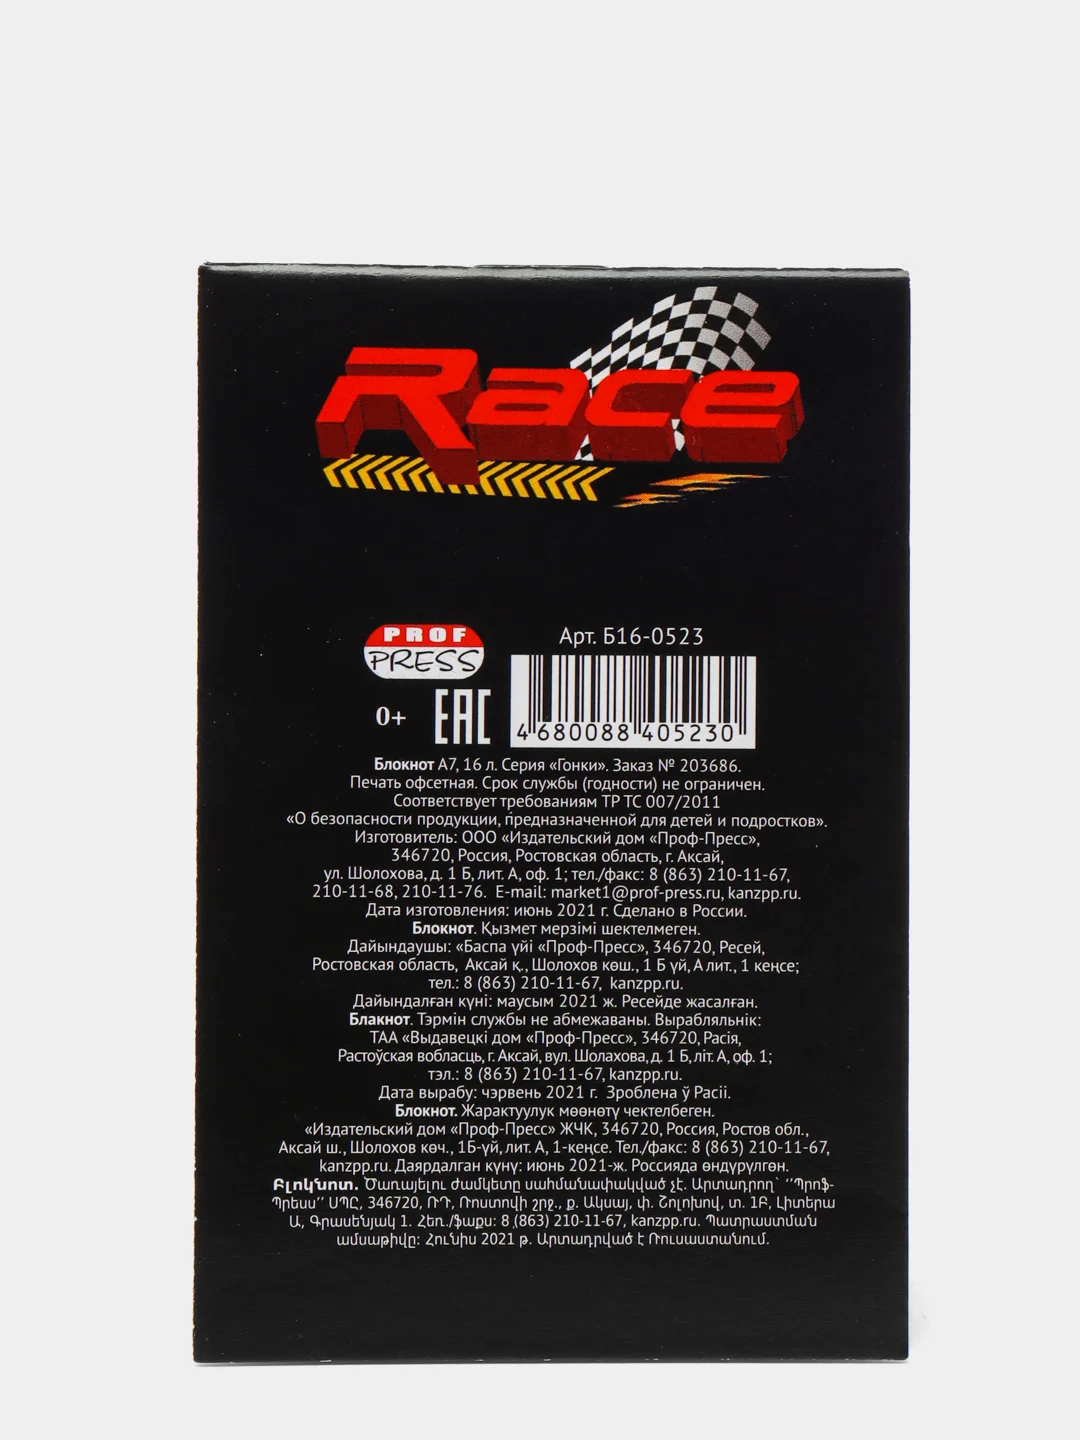 Race
PROF
PRESS
Арт. Б16-0523
0+
EAC
4 680088 405230
Блокнот А7, 16 л. Серия «Гонки». Заказ № 203686.
Печать офсетная. Срок службы (годности) не ограничен.
Соответствует требованиям ТР ТС 007/2011
«О безопасности продукции, предназначенной для детей и подростков».
Изготовитель: ООО «Издательский дом «Проф-Пресс»,
346720, Россия, Ростовская область, г. Аксай,
ул. Шолохова, д. 1 Б, лит. А, оф. 1; тел./факс: 8 (863) 210-11-67,
210-11-68, 210-11-76. E-mail: market1@prof-press.ru, kanzpp.ru.
Дата изготовления: июнь 2021 г. Сделано в России.
Блокнот. Қызмет мерзімі шектелмеген.
Дайындаушы: «Баспа үйі «Проф-Пресс», 346720, Ресей,
Ростовская область, Аксай қ., Шолохов көш., 1 Б үй, А лит., 1 кеңсе;
тел.: 8 (863) 210-11-67, kanzpp.ru.
Дайындалған күні: маусым 2021 ж. Ресейде жасалған.
Блакнот. Тэрмін службы не абмежаваны. Вырабляльнік:
ТАА «Выдавецкі дом «Проф-Пресс», 346720, Расія,
Растоўская вобласць, г. Аксай, вул. Шолахова, д. 1 Б, літ. А, оф. 1;
тэл.: 8 (863) 210-11-67, kanzpp.ru.
Дата вырабу: чэрвень 2021 г. Зроблена ў Расіі.
Блокнот. Жарактуулук мөөнөтү чектелбеген.
«Издательский дом «Проф-Пресс» ЖЧК, 346720, Россия, Ростов обл.,
Аксай ш., Шолохов көч., 1Б-үй, лит. А, 1-кеңсе. Тел./факс: 8 (863) 210-11-67,
kanzpp.ru. Даярдалган күнү: июнь 2021-ж. Россияда өндүрүлгөн.
Բլոկնոտ. Ծառայելու ժամկետը սահմանափակված չէ. Արտադրող՝ ‘‘Պրոֆ-
Պրեսս’’ ՍՊԸ, 346720, ՌԴ, Ռոստովի շրջ., ք. Ակսայ, փ. Շոլոխով, տ. 1Բ, Լիտերա
Ա, Գրասենյակ 1. Հեռ./ֆաքս: 8 (863) 210-11-67, kanzpp.ru. Պատրաստման
ամսաթիվը: Հունիս 2021 թ. Արտադրված է Ռուսաստանում.